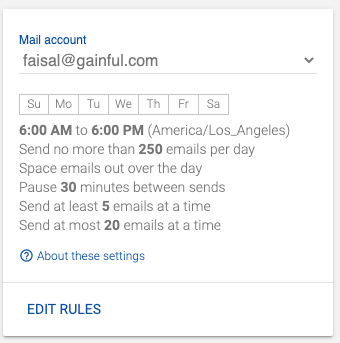 Mail account
faisal@gainful.com
Su Mo Tu We Th Fr Sa
6:00 AM to 6:00 PM (America/Los_Angeles)
Send no more than 250 emails per day
Space emails out over the day
Pause 30 minutes between sends
Send at least 5 emails at a time
Send at most 20 emails at a time
About these settings
EDIT RULES